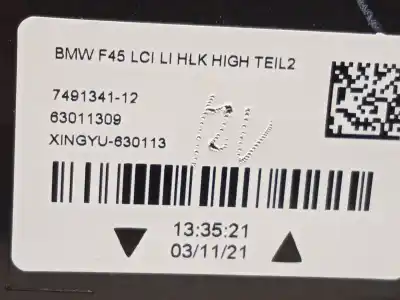 BMW F45 LCI LI HLK HIGH TEIL2
7491341-12
63011309
XINGYU-630113
13:35:21
03/11/21